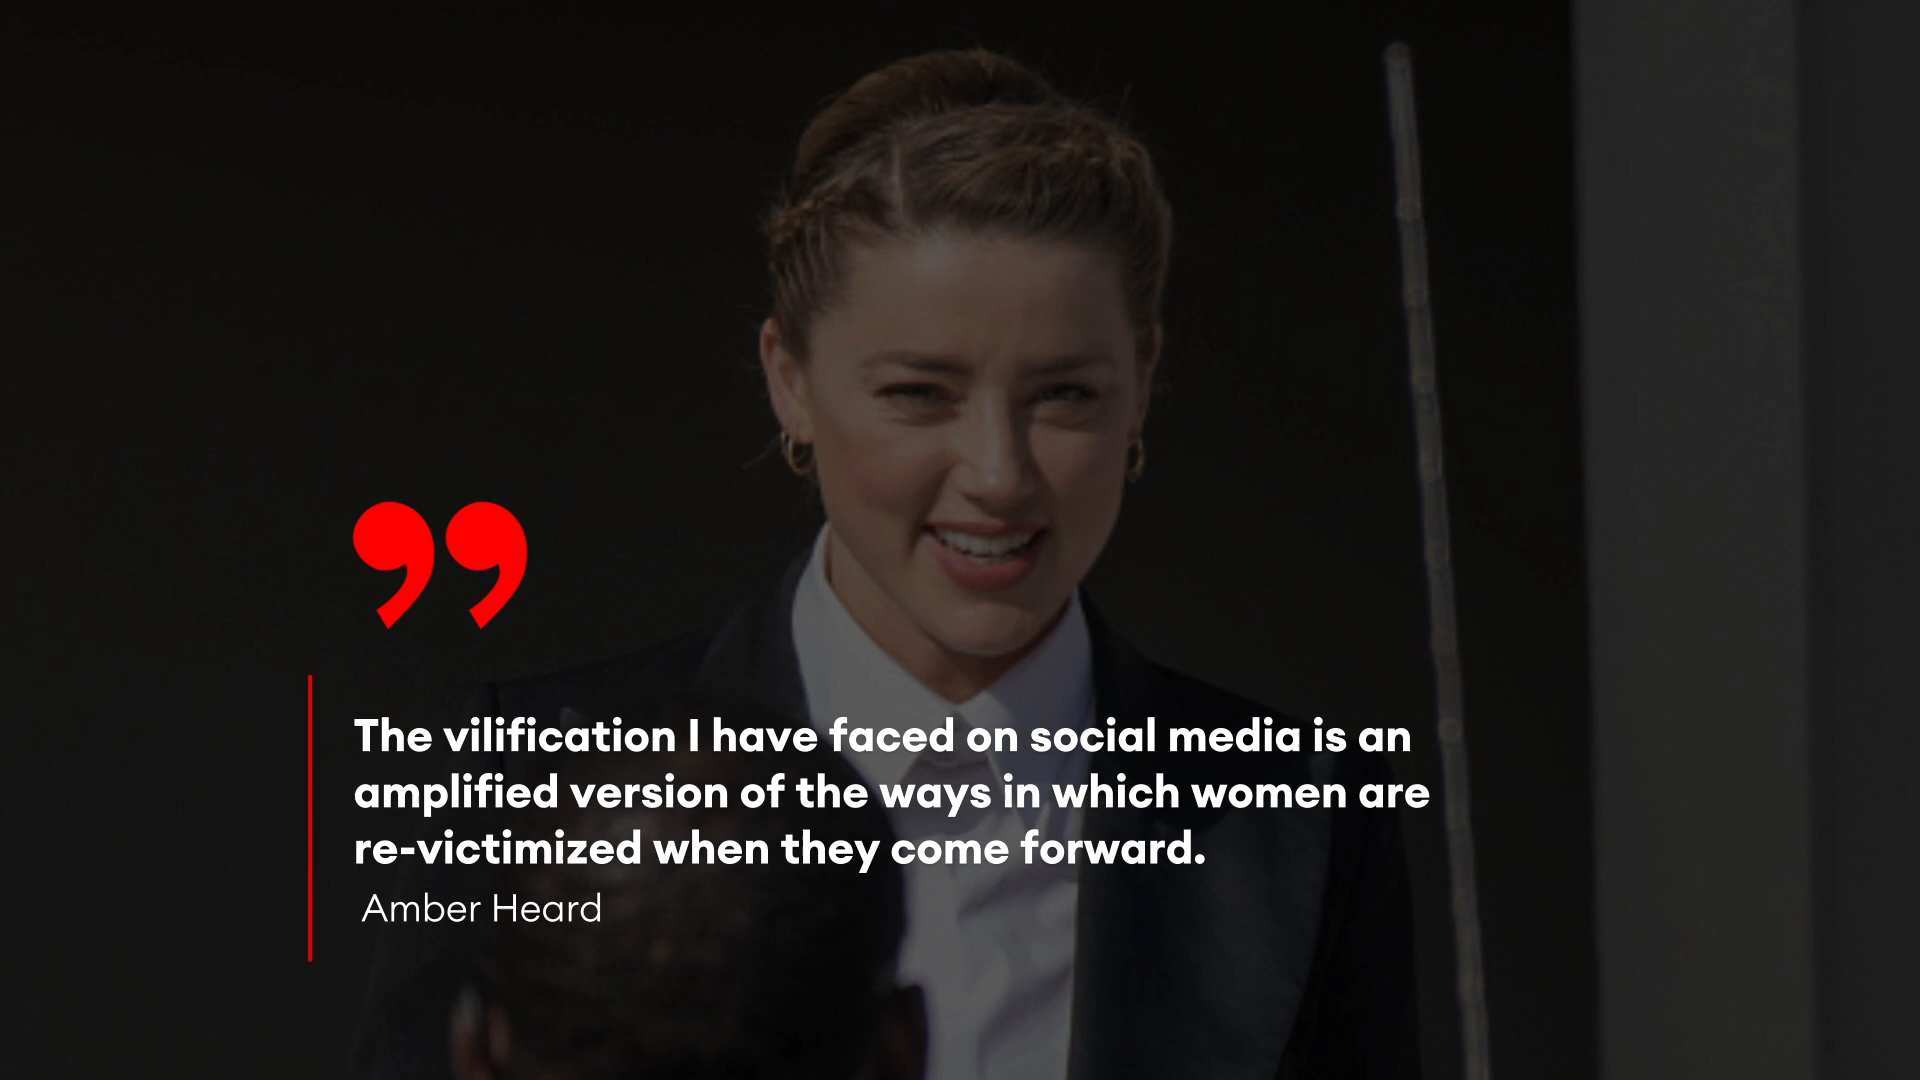 The vilification I have faced on social media is an
amplified version of the ways in which women are
re-victimized when they come forward.
Amber Heard